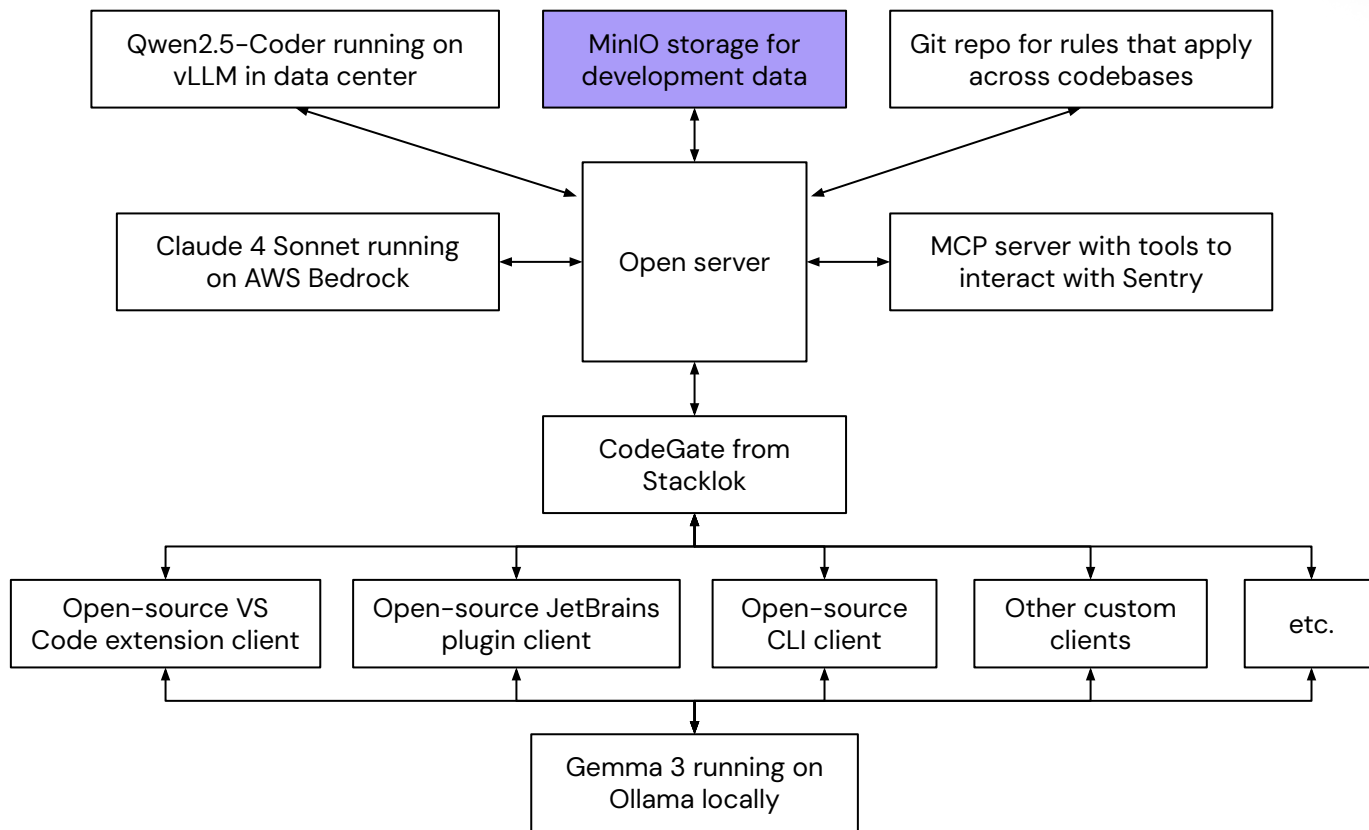 Qwen2.5-Coder running on
vLLM in data center
MinIO storage for
development data
Git repo for rules that apply
across codebases
Claude 4 Sonnet running
on AWS Bedrock
Open server
MCP server with tools to
interact with Sentry
CodeGate from
Stacklok
Open-source VS
Code extension client
Open-source JetBrains
plugin client
Open-source
CLI client
Other custom
clients
etc.
Gemma 3 running on
Ollama locally